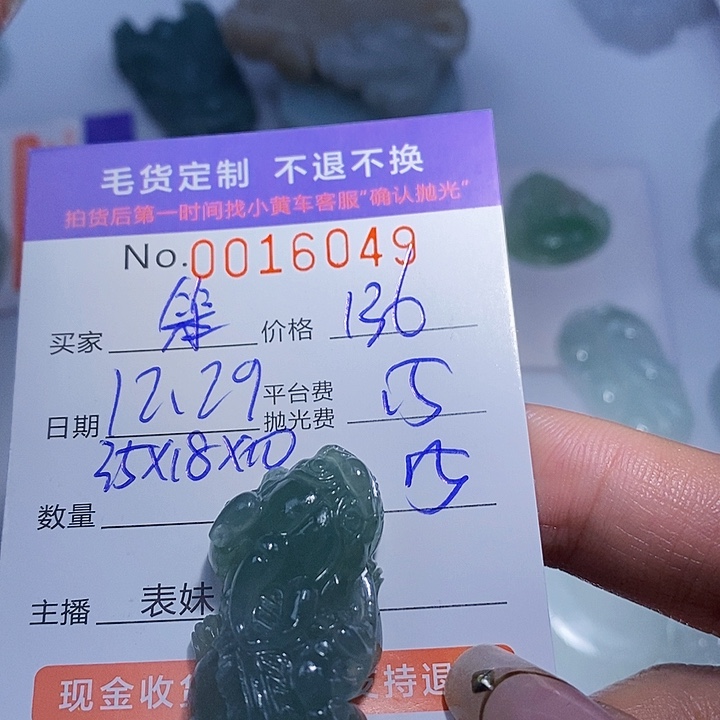 毛货定制 不退不换
拍货后第一时间找小黄车客服"确认抛光"
No.0016049
买家 价格 136
日期 12.29 平台费
抛光费
35X18X10
数量
主播 表妹
现金收 持退